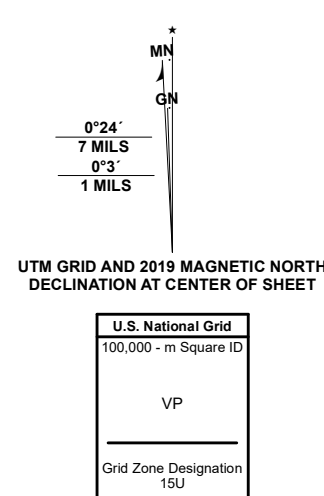 ★
MN
GN
0°24´
7 MILS
0°3´
1 MILS
UTM GRID AND 2019 MAGNETIC NORTH
DECLINATION AT CENTER OF SHEET
U.S. National Grid
100,000 - m Square ID
VP
Grid Zone Designation
15U